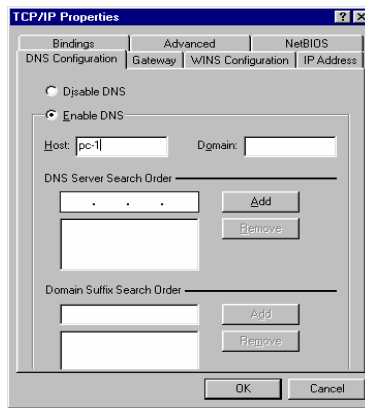 TCP/IP Properties
Bindings Advanced NetBIOS
DNS Configuration Gateway WINS Configuration IP Address
Disable DNS
Enable DNS
Host: pc-1 Domain:
DNS Server Search Order
. . .
Add
Remove
Domain Suffix Search Order
Add
Remove
OK Cancel